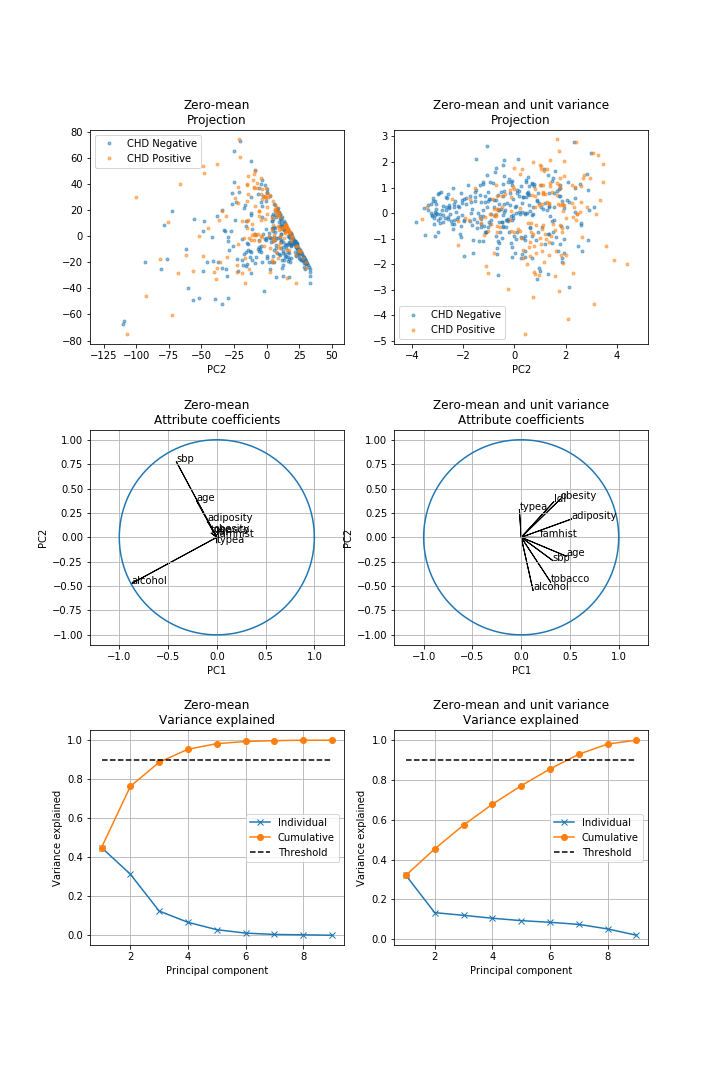 Zero-mean
Projection
80
60
40
20
0
−20
−40
−60
−80
CHD Negative
CHD Positive
−125 −100 −75 −50 −25 0 25 50
PC2
Zero-mean and unit variance
Projection
3
2
1
0
−1
−2
−3
−4
−5
CHD Negative
CHD Positive
−4 −2 0 2 4
PC2
Zero-mean
Attribute coefficients
PC2
1.00
0.75
0.50
0.25
0.00
−0.25
−0.50
−0.75
−1.00
sbp
age
adiposity
obesity
famhist
typea
alcohol
−1.0 −0.5 0.0 0.5 1.0
PC1
Zero-mean and unit variance
Attribute coefficients
PC2
1.00
0.75
0.50
0.25
0.00
−0.25
−0.50
−0.75
−1.00
obesity
ldl
typea
adiposity
famhist
age
sbp
tobacco
alcohol
−1.0 −0.5 0.0 0.5 1.0
PC1
Zero-mean
Variance explained
Variance explained
1.0
0.8
0.6
0.4
0.2
0.0
Individual
Cumulative
Threshold
2 4 6 8
Principal component
Zero-mean and unit variance
Variance explained
Variance explained
1.0
0.8
0.6
0.4
0.2
0.0
Individual
Cumulative
Threshold
2 4 6 8
Principal component